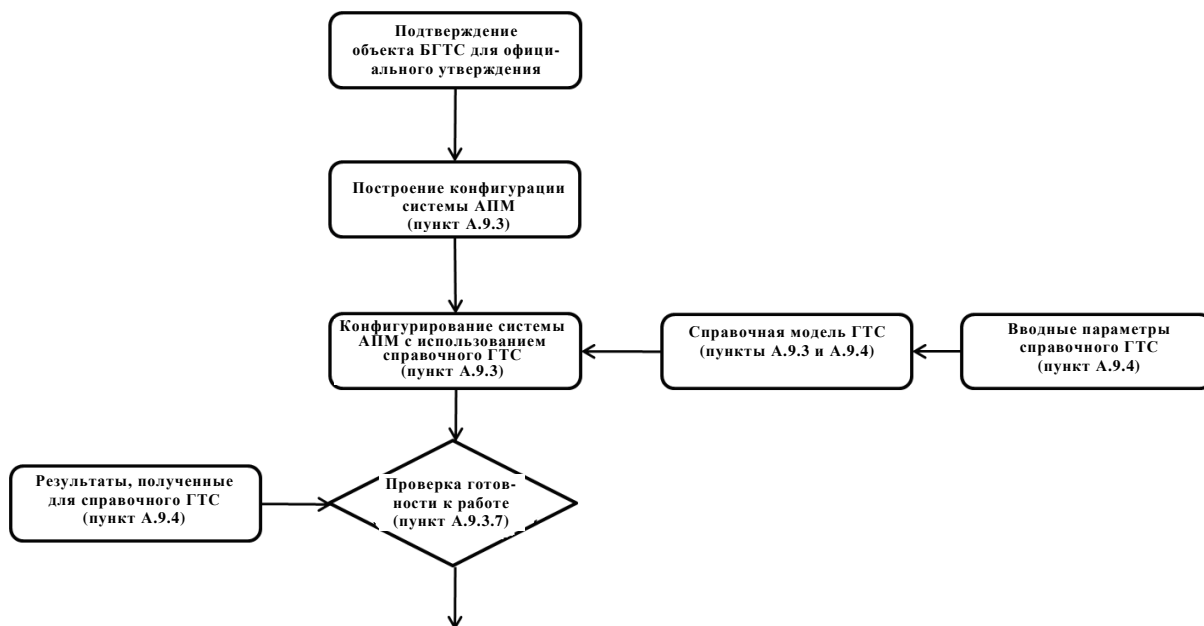 Подтверждение
объекта БГТС для офици-
ального утверждения
Построение конфигурации
системы АПМ
(пункт А.9.3)
Конфигурирование системы
АПМ с использованием
справочного ГТС
(пункт А.9.3)
Справочная модель ГТС
(пункты А.9.3 и А.9.4)
Вводные параметры
справочного ГТС
(пункт А.9.4)
Результаты, полученные
для справочного ГТС
(пункт А.9.4)
Проверка готов-
ности к работе
(пункт А.9.3.7)